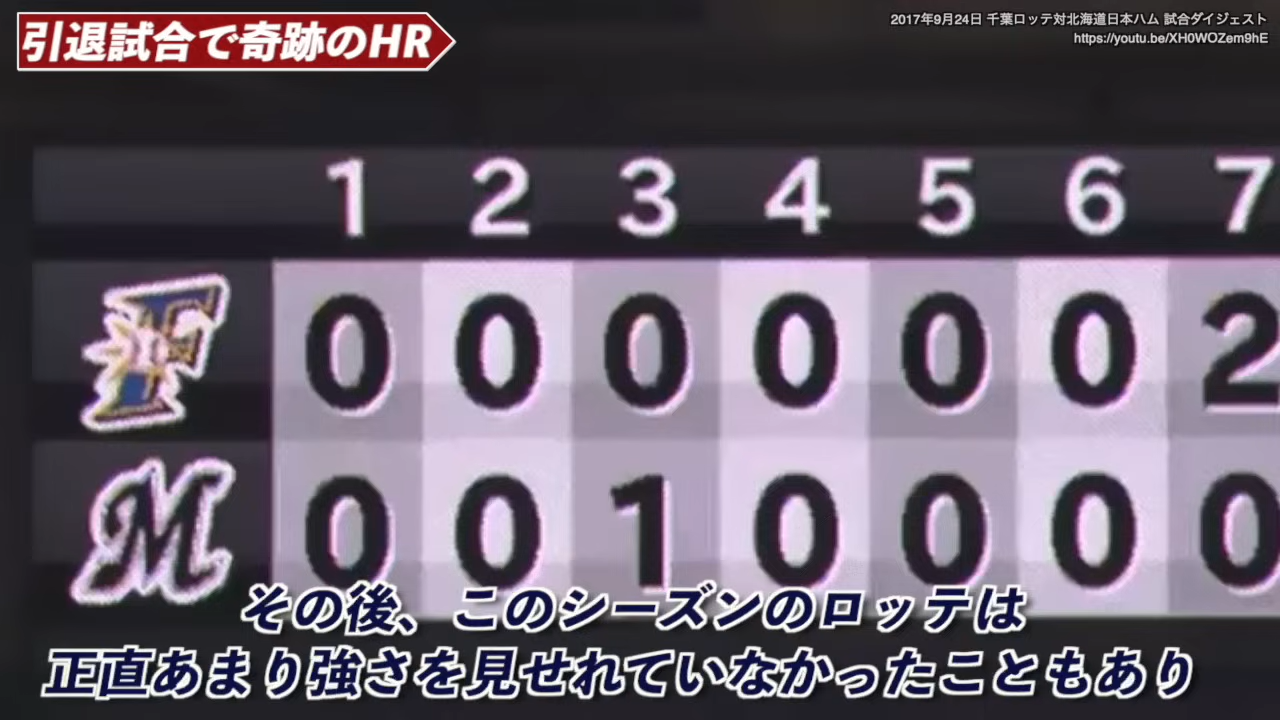 引退試合で奇跡のHR
2017年9月24日 千葉ロッテ対北海道日本ハム 試合ダイジェスト
https://youtu.be/XH0WOZem9hE
1 2 3 4 5 6 7
F 0 0 0 0 0 0 2
M 0 0 1 0 0 0 0
その後、このシーズンのロッテは
正直あまり強さを見せれていなかったこともあり